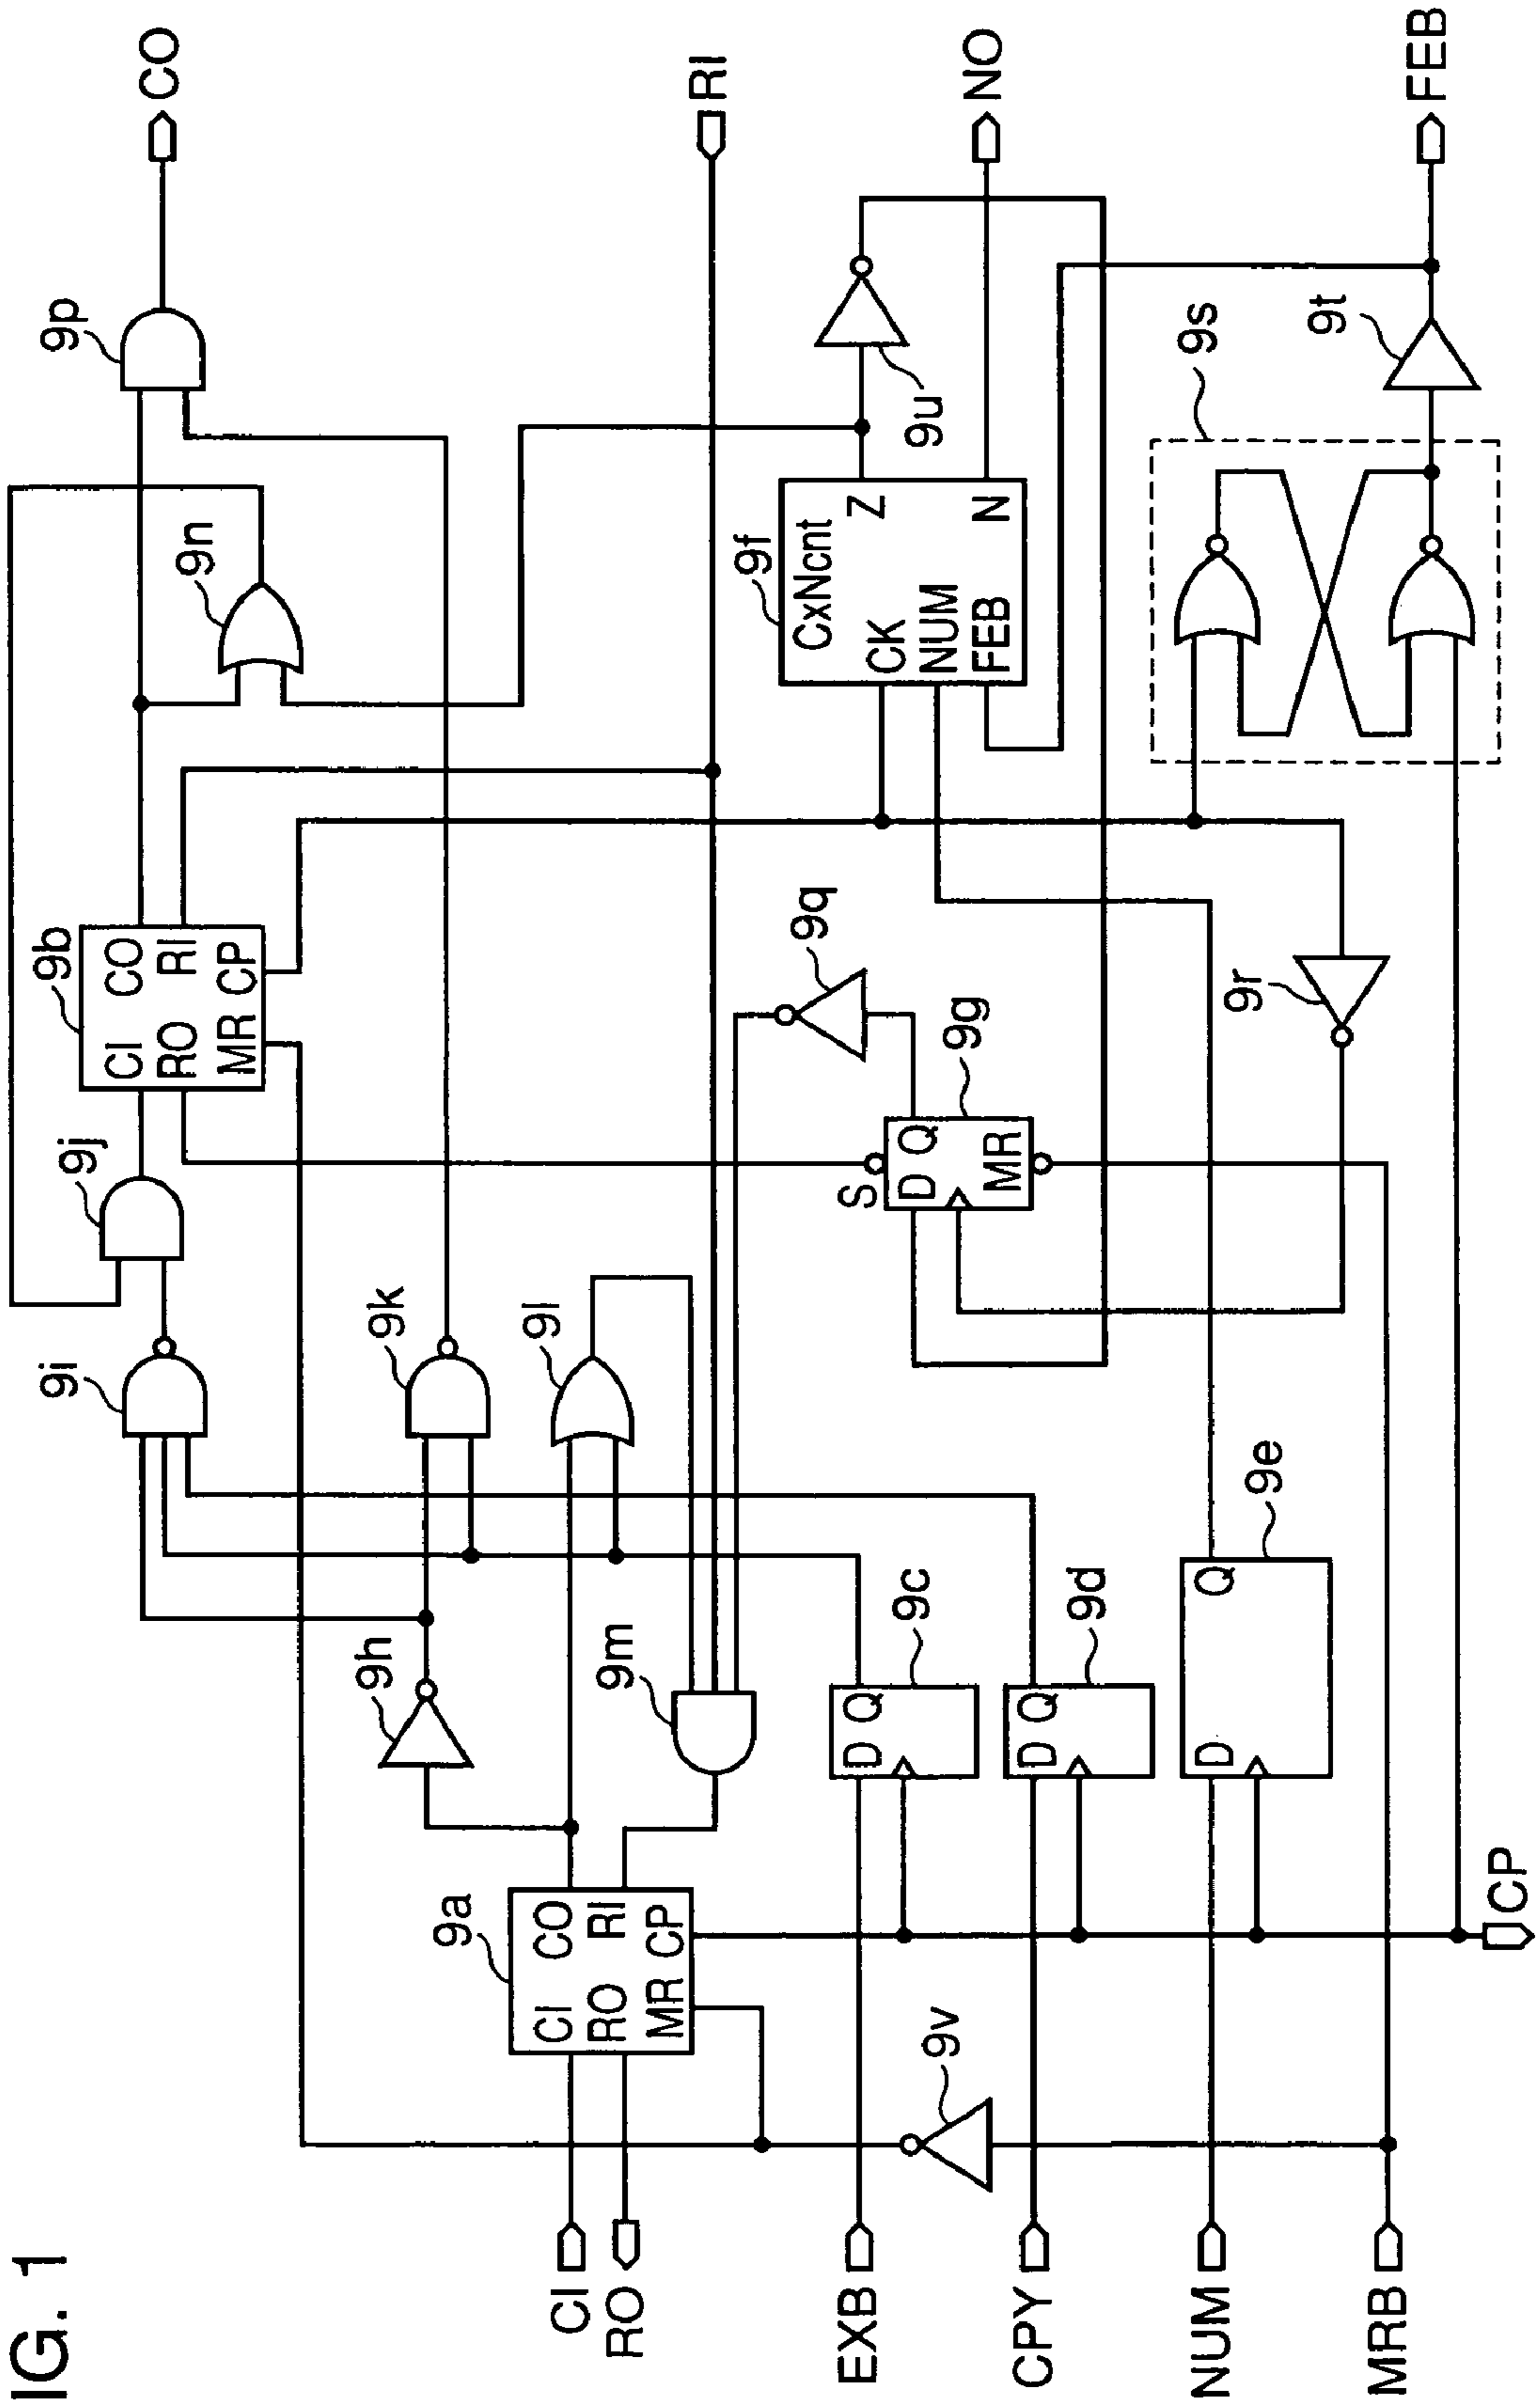 IG. 1
CI
RO
EXB
CPY
NUM
MRB
9a
CI CO
RO RI
MR CP
9v
9h
9m
9c
D Q
9d
D Q
9e
D Q
CP
9i
9k
9l
9j
9b
CI CO
RO RI
MR CP
9q
9g
S
D Q
MR
9r
9n
9p
9f
CxNcnt
CK Z
NUM
FEB N
9u
9s
9t
CO
RI
NO
FEB